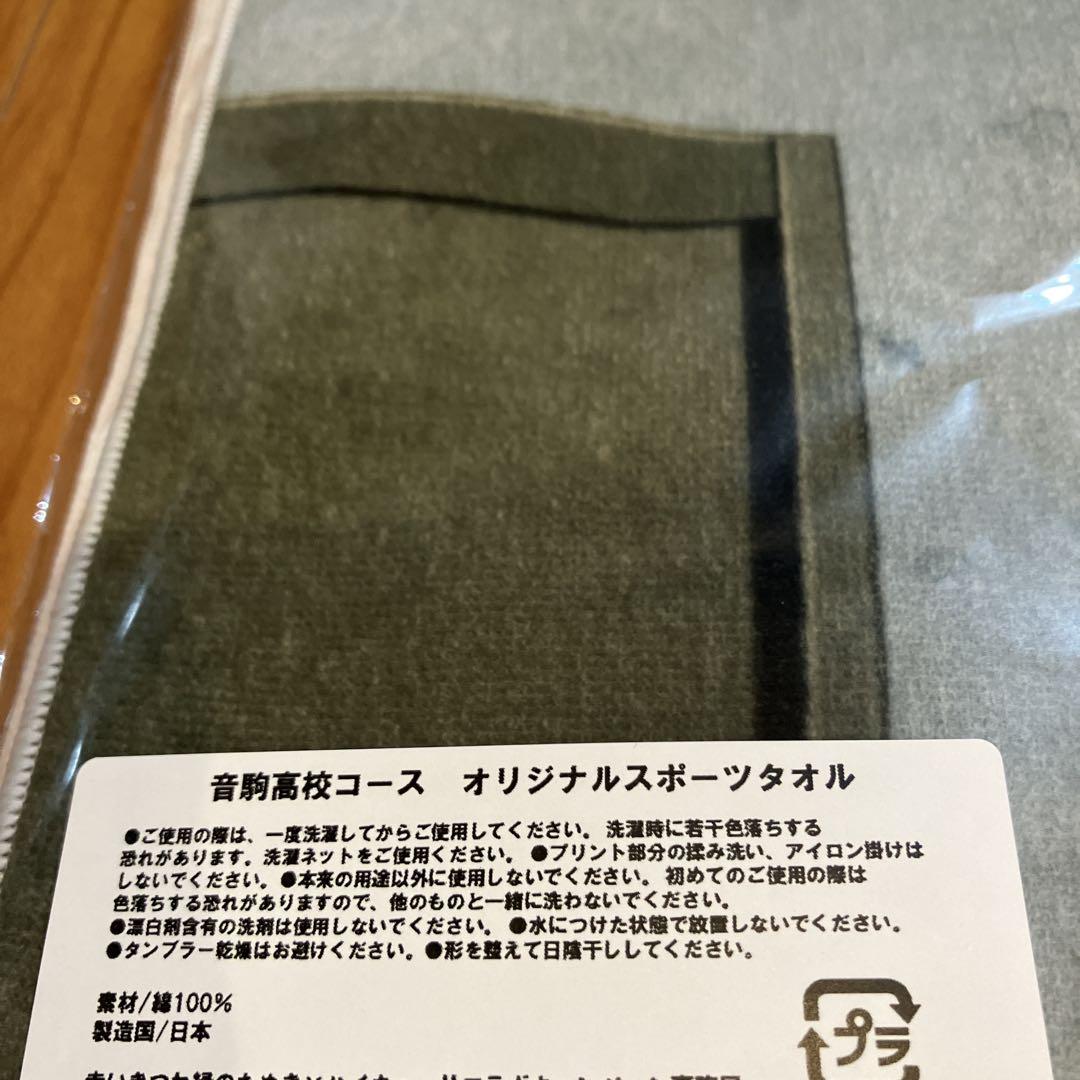 音駒高校コース　オリジナルスポーツタオル
●ご使用の際は、一度洗濯してからご使用してください。 洗濯時に若干色落ちする
恐れがあります。洗濯ネットをご使用ください。 ●プリント部分の揉み洗い、アイロン掛けは
しないでください。●本来の用途以外に使用しないでください。 初めてのご使用の際は
色落ちする恐れがありますので、他のものと一緒に洗わないでください。
●漂白剤含有の洗剤は使用しないでください。 ●水につけた状態で放置しないでください。
●タンブラー乾燥はお避けください。●形を整えて日陰干ししてください。
素材/綿100%
製造国/日本
プラ